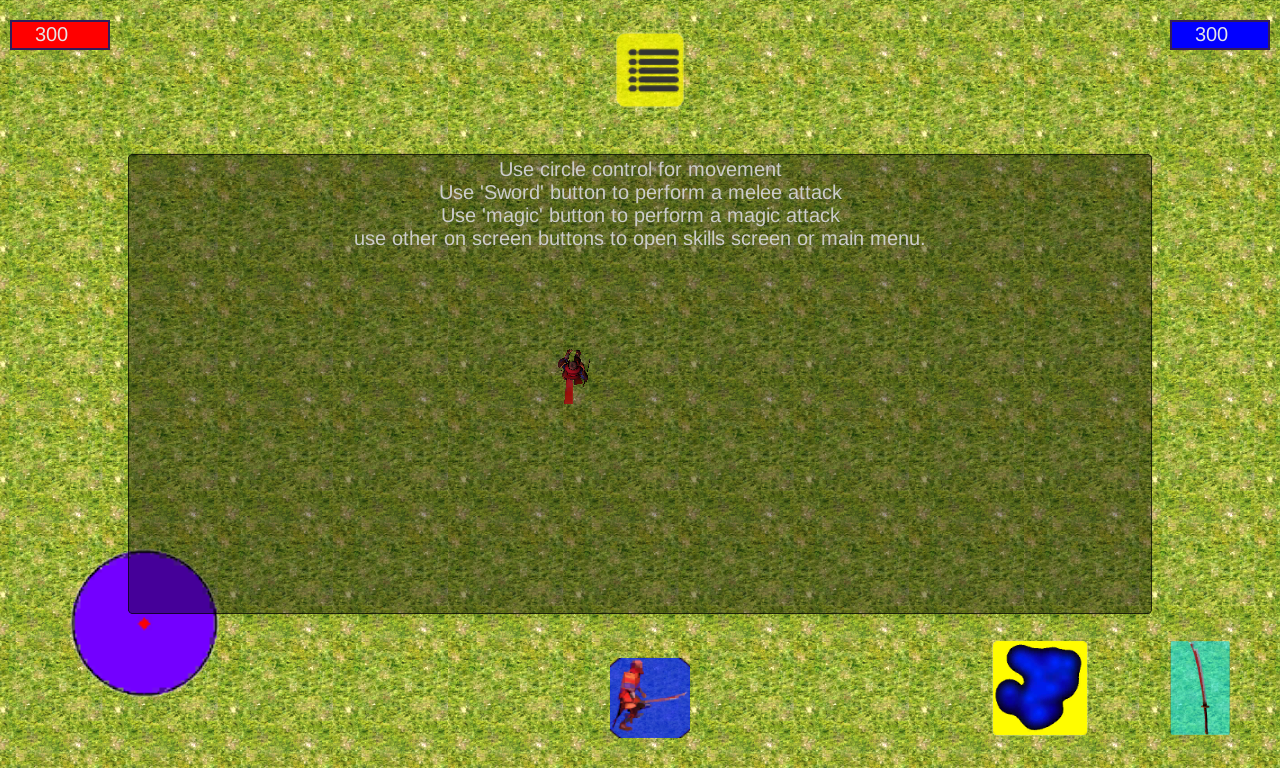 300
300
Use circle control for movement
Use 'Sword' button to perform a melee attack
Use 'magic' button to perform a magic attack
use other on screen buttons to open skills screen or main menu.